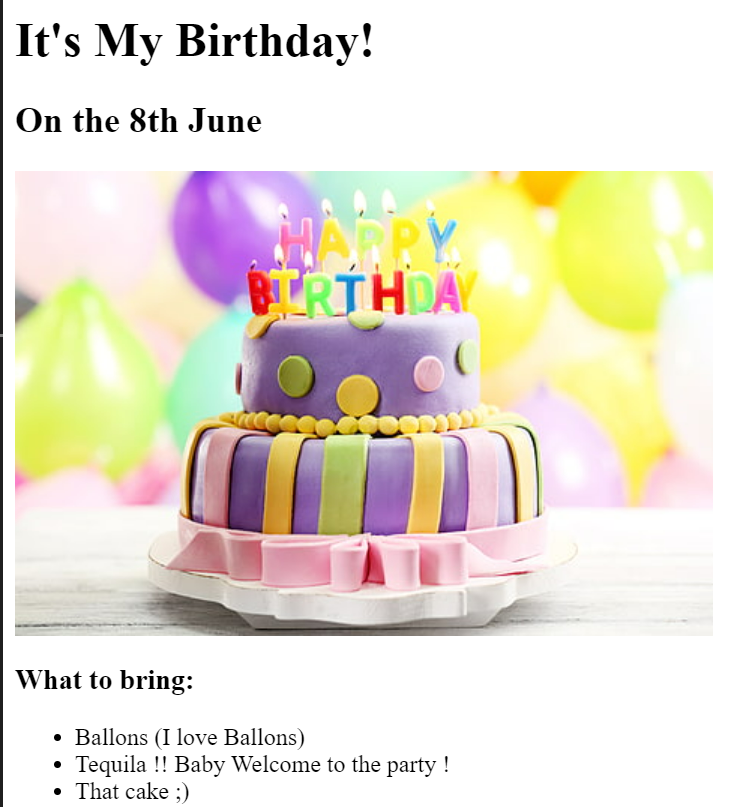 It's My Birthday!
On the 8th June
HAPPY
BIRTHDAY
What to bring:
Ballons (I love Ballons)
Tequila !! Baby Welcome to the party !
That cake ;)